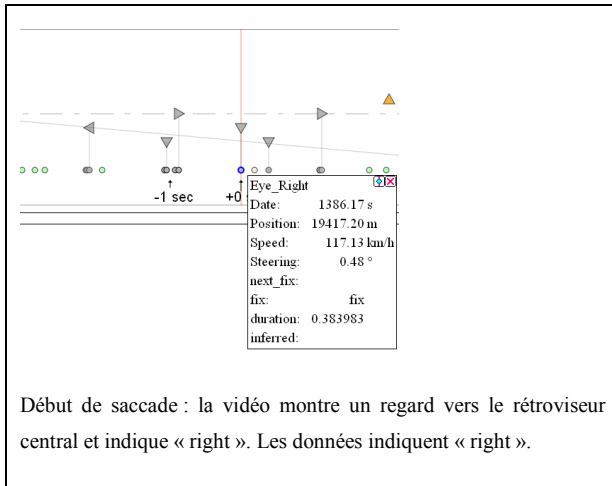 -1 sec
+0
Eye_Right
Date: 1386.17 s
Position: 19417.20 m
Speed: 117.13 km/h
Steering: 0.48 °
next_fix:
fix: fix
duration: 0.383983
inferred:
Début de saccade : la vidéo montre un regard vers le rétroviseur
central et indique « right ». Les données indiquent « right ».